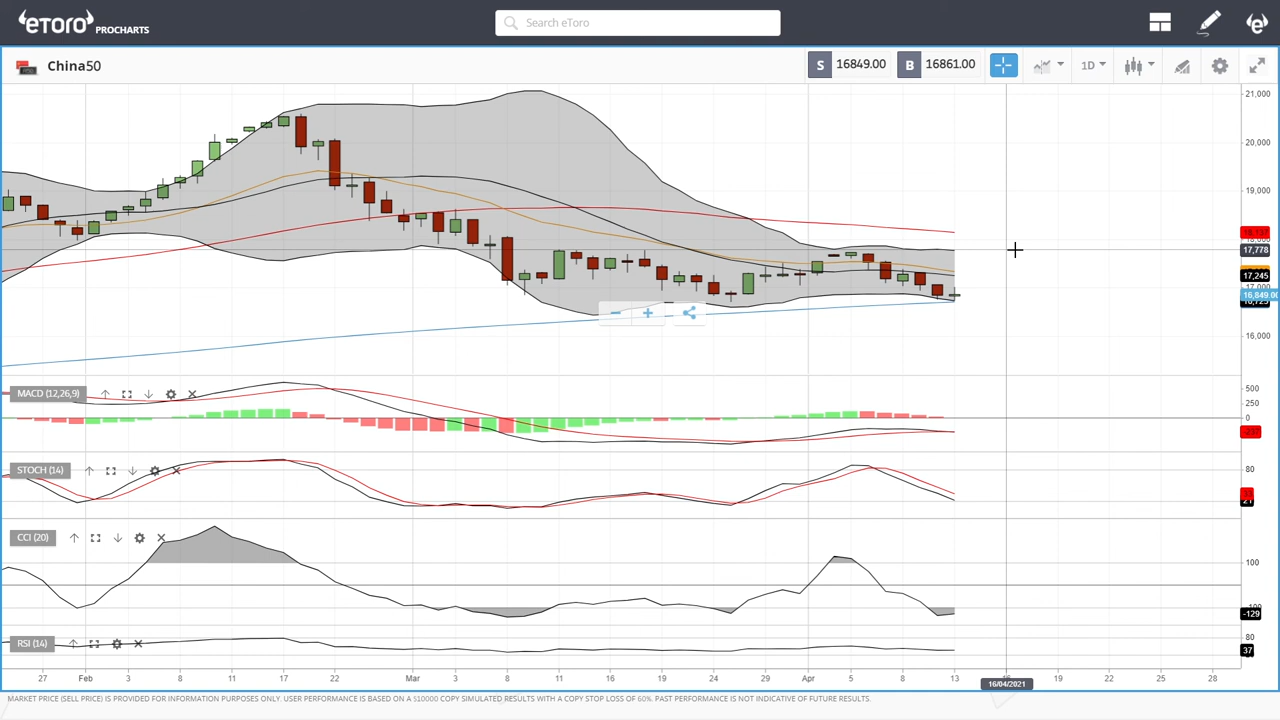 eToro PROCHARTS
Search eToro
China50
S 16849.00 B 16861.00
1D
21,000
20,000
19,000
17,778
17,245
16,849.00
16,000
MACD (12,26,9)
500
250
0
STOCH (14)
80
21
CCI (20)
100
-129
RSI (14)
80
37
27 Feb 3 8 11 17 22 Mar 3 8 11 16 19 24 29 Apr 5 8 13 16/04/2021 22 25 28
MARKET PRICE (SELL PRICE) IS PROVIDED FOR INFORMATION PURPOSES ONLY. USER PERFORMANCE IS BASED ON A $10000 COPY SIMULATED RESULTS WITH A COPY STOP LOSS OF 60%. PAST PERFORMANCE IS NOT INDICATIVE OF FUTURE RESULTS.